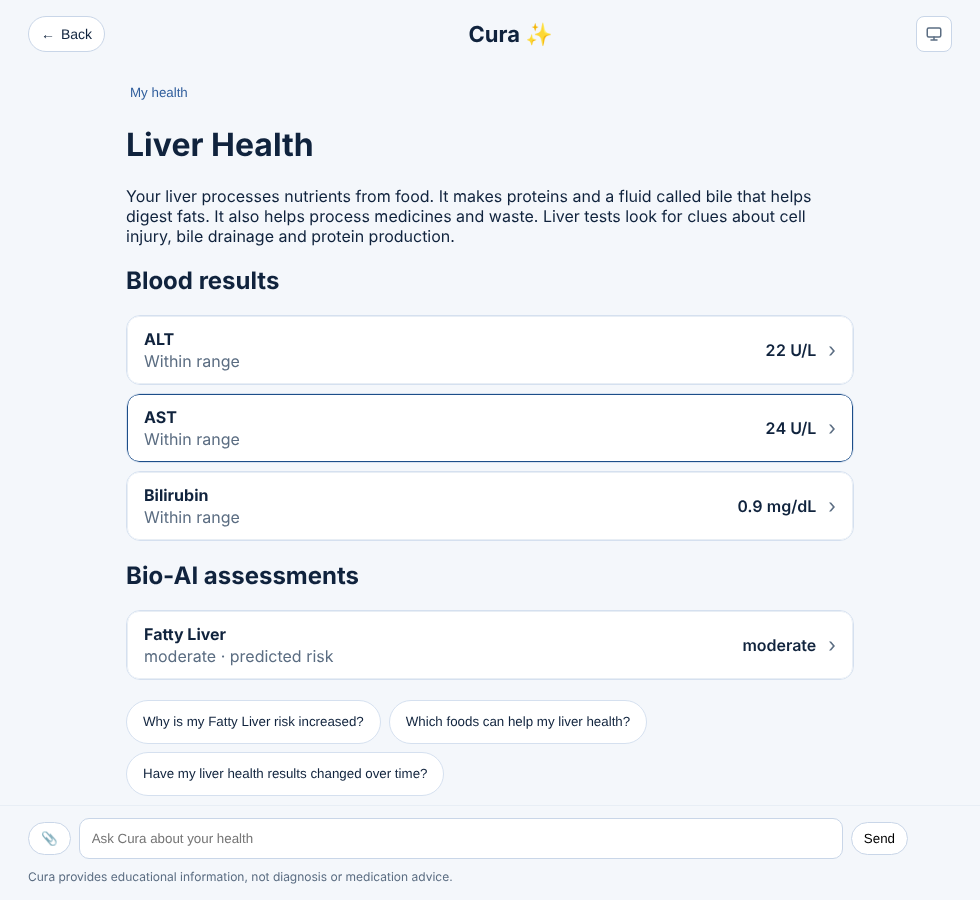 ← Back
Cura ✨
My health
Liver Health
Your liver processes nutrients from food. It makes proteins and a fluid called bile that helps
digest fats. It also helps process medicines and waste. Liver tests look for clues about cell
injury, bile drainage and protein production.
Blood results
ALT
Within range
22 U/L ›
AST
Within range
24 U/L ›
Bilirubin
Within range
0.9 mg/dL ›
Bio-AI assessments
Fatty Liver
moderate · predicted risk
moderate ›
Why is my Fatty Liver risk increased?
Which foods can help my liver health?
Have my liver health results changed over time?
Ask Cura about your health
Send
Cura provides educational information, not diagnosis or medication advice.